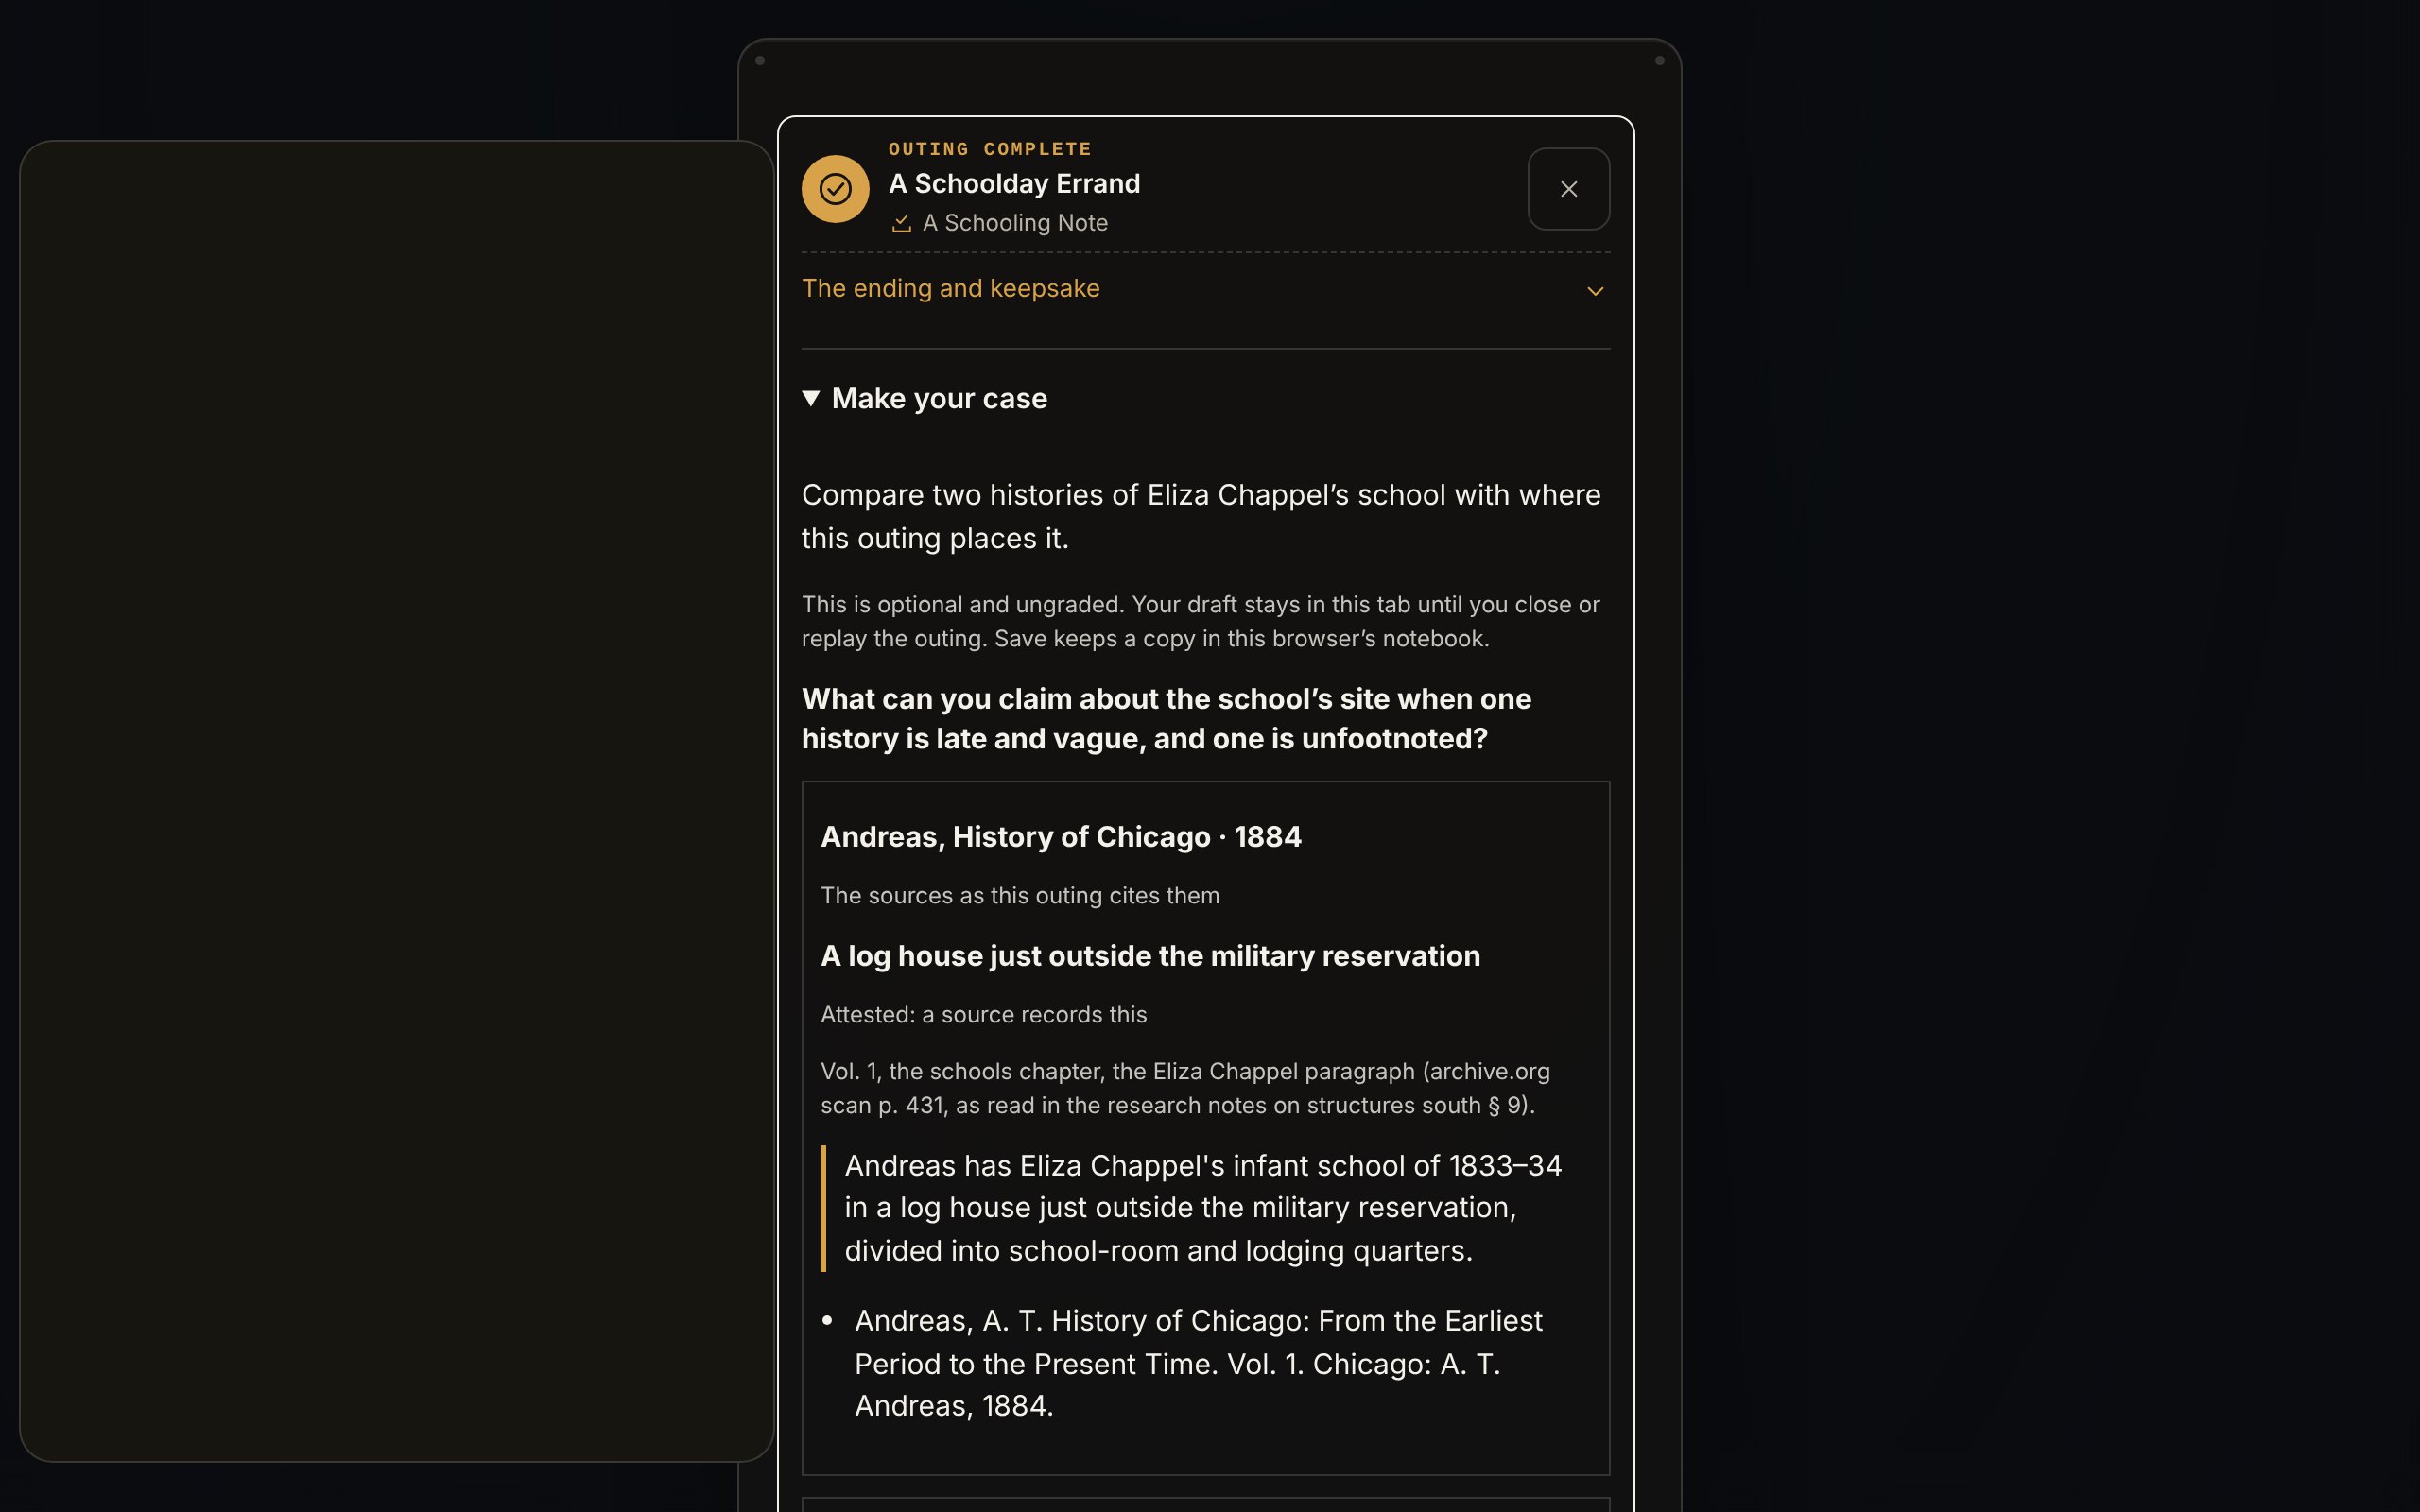 OUTING COMPLETE
A Schoolday Errand
A Schooling Note
The ending and keepsake
Make your case
Compare two histories of Eliza Chappel’s school with where
this outing places it.
This is optional and ungraded. Your draft stays in this tab until you close or
replay the outing. Save keeps a copy in this browser’s notebook.
What can you claim about the school’s site when one
history is late and vague, and one is unfootnoted?
Andreas, History of Chicago · 1884
The sources as this outing cites them
A log house just outside the military reservation
Attested: a source records this
Vol. 1, the schools chapter, the Eliza Chappel paragraph (archive.org
scan p. 431, as read in the research notes on structures south § 9).
Andreas has Eliza Chappel's infant school of 1833–34
in a log house just outside the military reservation,
divided into school-room and lodging quarters.
• Andreas, A. T. History of Chicago: From the Earliest
Period to the Present Time. Vol. 1. Chicago: A. T.
Andreas, 1884.